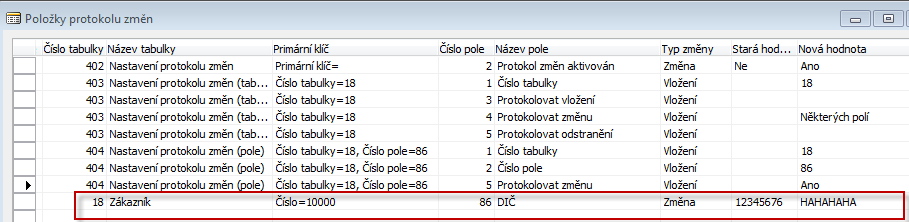 Položky protokolu změn
Číslo tabulky Název tabulky Primární klíč Číslo pole Název pole Typ změny Stará hod... Nová hodnota
402 Nastavení protokolu změn Primární klíč= 2 Protokol změn aktivován Změna Ne Ano
403 Nastavení protokolu změn (tab... Číslo tabulky=18 1 Číslo tabulky Vložení 18
403 Nastavení protokolu změn (tab... Číslo tabulky=18 3 Protokolovat vložení Vložení
403 Nastavení protokolu změn (tab... Číslo tabulky=18 4 Protokolovat změnu Vložení Některých polí
403 Nastavení protokolu změn (tab... Číslo tabulky=18 5 Protokolovat odstranění Vložení
404 Nastavení protokolu změn (pole) Číslo tabulky=18, Číslo pole=86 1 Číslo tabulky Vložení 18
404 Nastavení protokolu změn (pole) Číslo tabulky=18, Číslo pole=86 2 Číslo pole Vložení 86
404 Nastavení protokolu změn (pole) Číslo tabulky=18, Číslo pole=86 5 Protokolovat změnu Vložení Ano
18 Zákazník Číslo=10000 86 DIČ Změna 12345676 HAHAHAHA